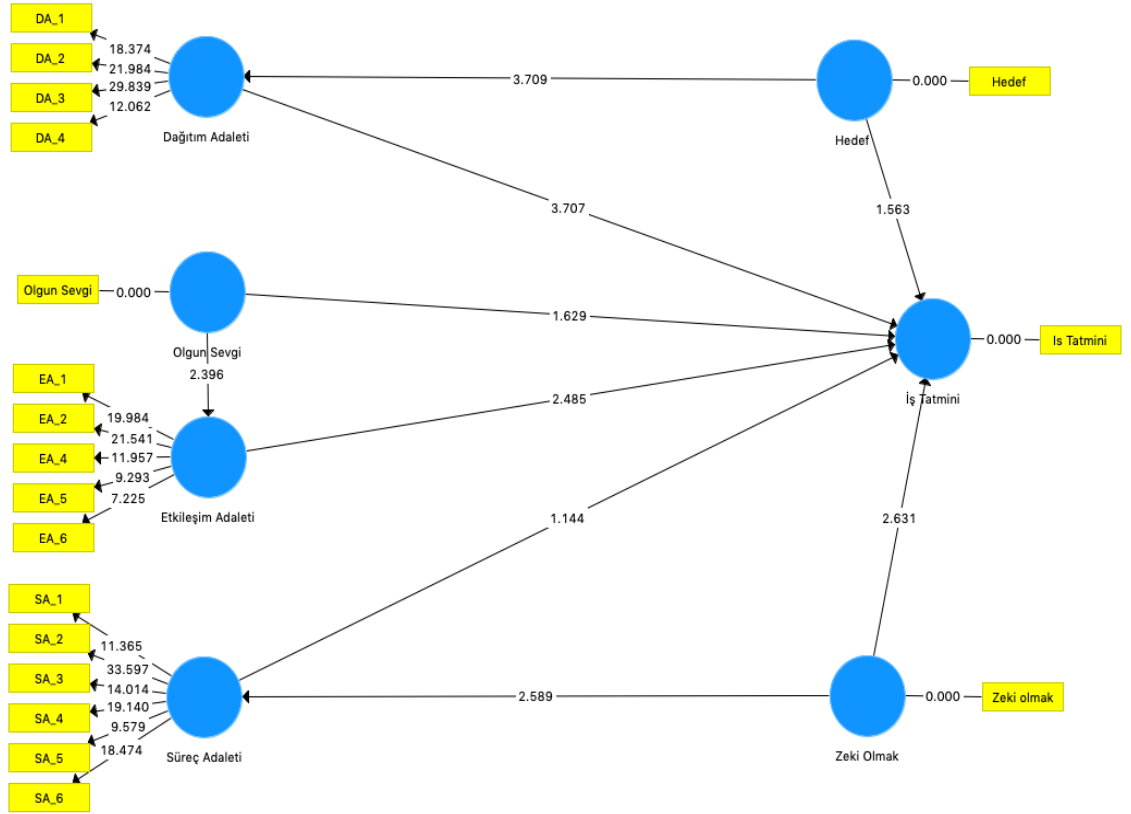 DA_1
DA_2
DA_3
DA_4
18.374
21.984
29.839
12.062
Dağıtım Adaleti
3.709
0.000
Hedef
Hedef
3.707
1.563
Olgun Sevgi
0.000
Olgun Sevgi
1.629
2.396
0.000
Is Tatmini
İş Tatmini
EA_1
EA_2
EA_4
EA_5
EA_6
19.984
21.541
11.957
9.293
7.225
Etkileşim Adaleti
2.485
1.144
2.631
SA_1
SA_2
SA_3
SA_4
SA_5
SA_6
11.365
33.597
14.014
19.140
9.579
18.474
Süreç Adaleti
2.589
0.000
Zeki olmak
Zeki Olmak